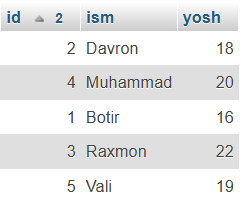 id 2 ism yosh
2 Davron 18
4 Muhammad 20
1 Botir 16
3 Raxmon 22
5 Vali 19